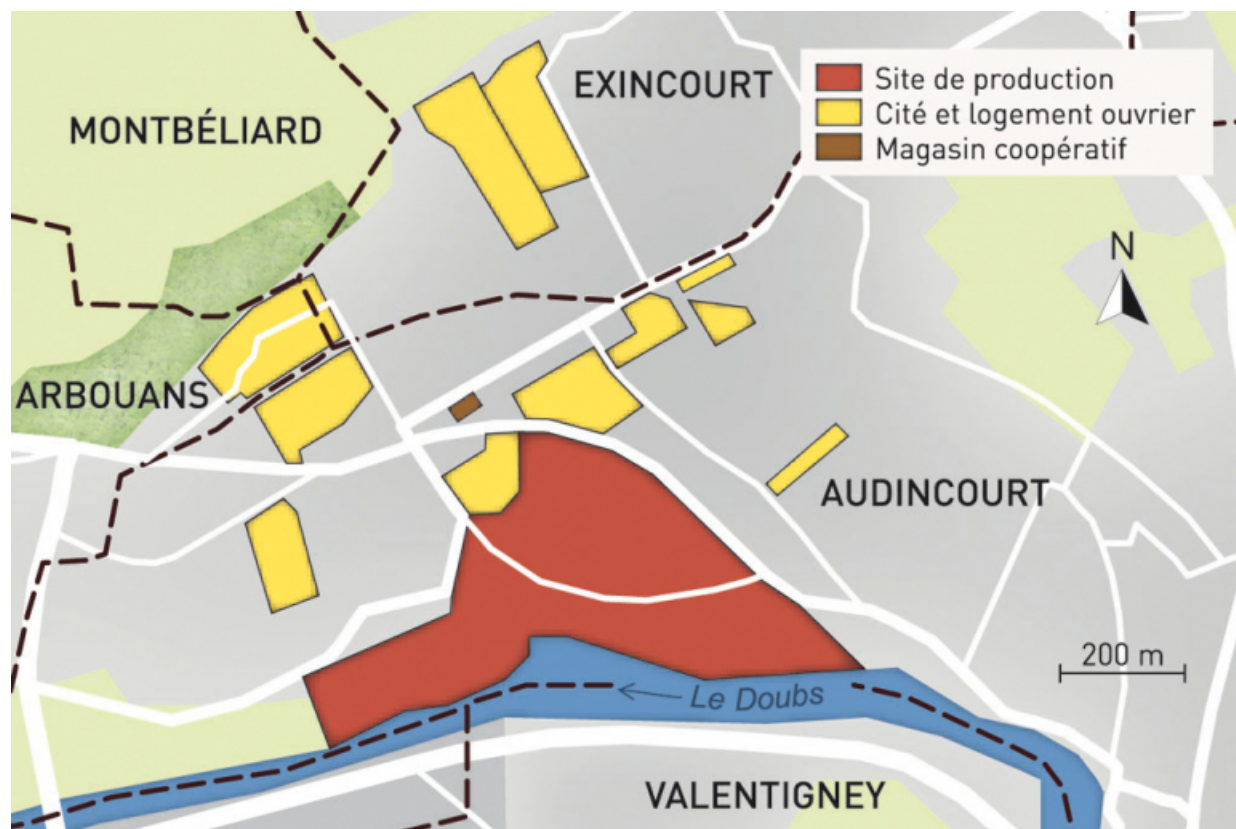 EXINCOURT
Site de production
Cité et logement ouvrier
Magasin coopératif
MONTBÉLIARD
N
ARBOUANS
AUDINCOURT
200 m
Le Doubs
VALENTIGNEY